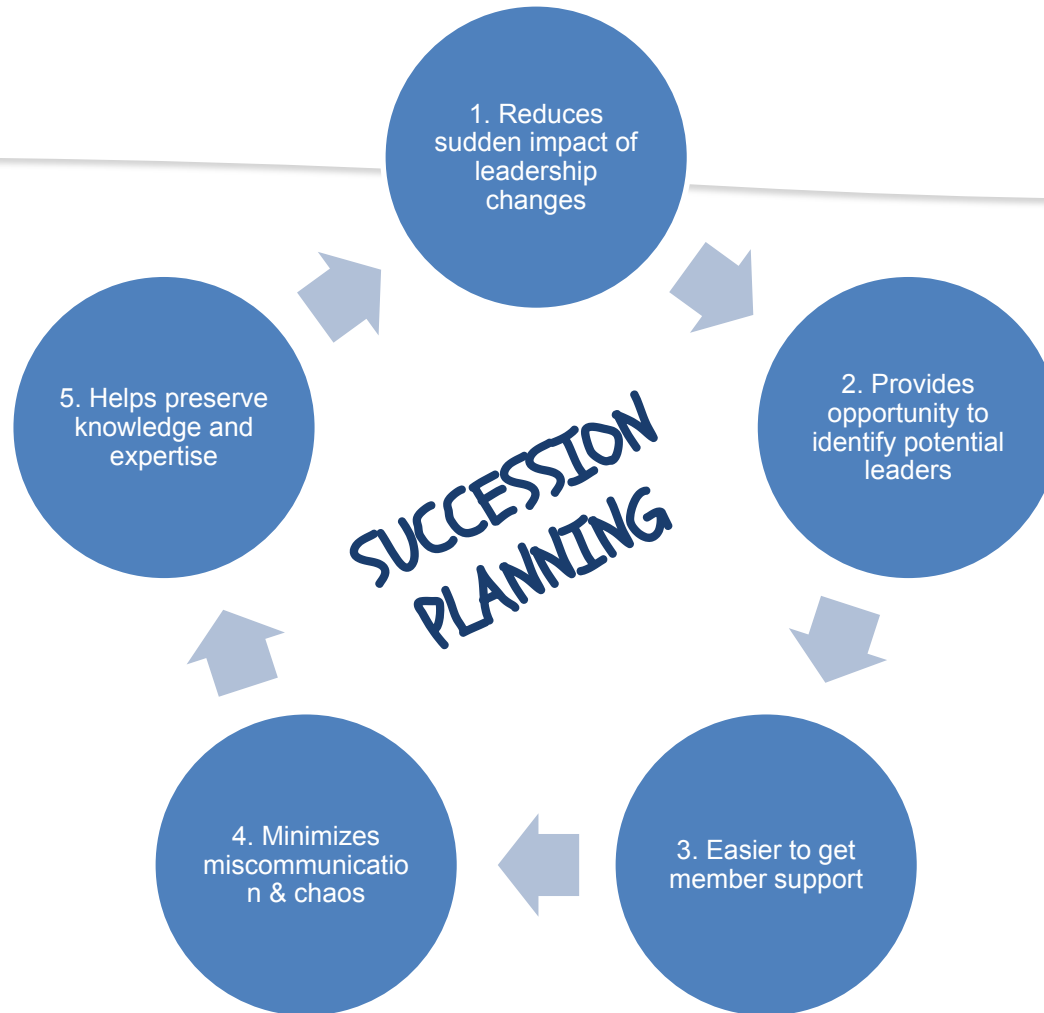 1. Reduces
sudden impact of
leadership
changes
2. Provides
opportunity to
identify potential
leaders
3. Easier to get
member support
4. Minimizes
miscommunicatio
n & chaos
5. Helps preserve
knowledge and
expertise
SUCCESSION
PLANNING